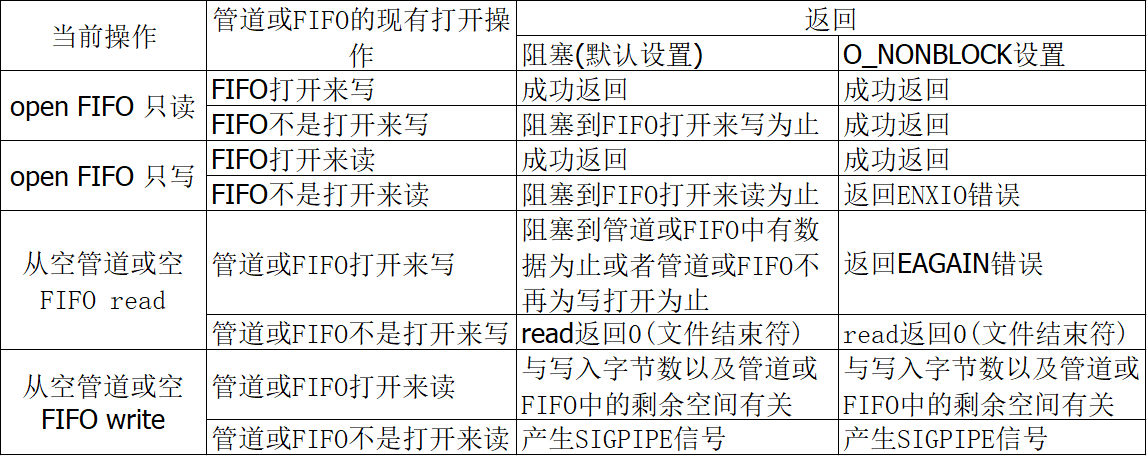 当前操作
管道或FIFO的现有打开操
作
返回
阻塞(默认设置)
O_NONBLOCK设置
open FIFO 只读
FIFO打开来写
成功返回
成功返回
FIFO不是打开来写
阻塞到FIFO打开来写为止
成功返回
open FIFO 只写
FIFO打开来读
成功返回
成功返回
FIFO不是打开来读
阻塞到FIFO打开来读为止
返回ENXIO错误
从空管道或空
FIFO read
管道或FIFO打开来写
阻塞到管道或FIFO中有数
据为止或者管道或FIFO不
再为写打开为止
返回EAGAIN错误
管道或FIFO不是打开来写
read返回0(文件结束符)
read返回0(文件结束符)
从空管道或空
FIFO write
管道或FIFO打开来读
与写入字节数以及管道或
FIFO中的剩余空间有关
与写入字节数以及管道或
FIFO中的剩余空间有关
管道或FIFO不是打开来读
产生SIGPIPE信号
产生SIGPIPE信号